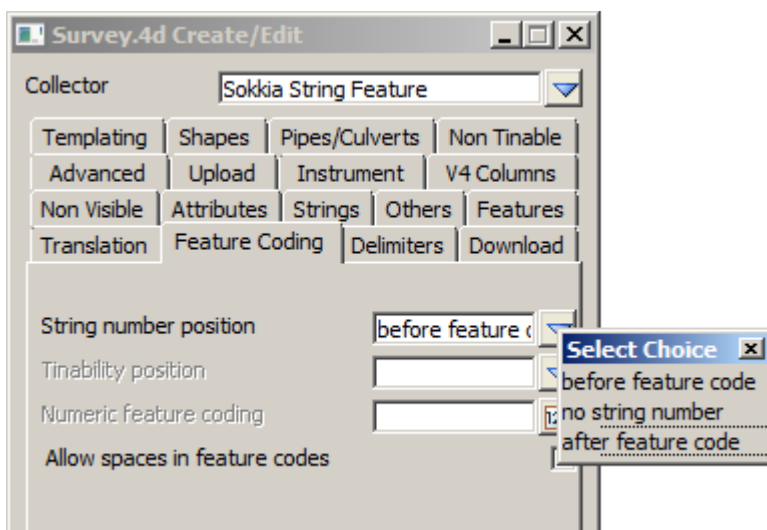 Survey.4d Create/Edit
Collector Sokkia String Feature
Templating Shapes Pipes/Culverts Non Tinable
Advanced Upload Instrument V4 Columns
Non Visible Attributes Strings Others Features
Translation Feature Coding Delimiters Download
String number position before feature c
Select Choice
before feature code
no string number
after feature code
Tinability position
Numeric feature coding
Allow spaces in feature codes